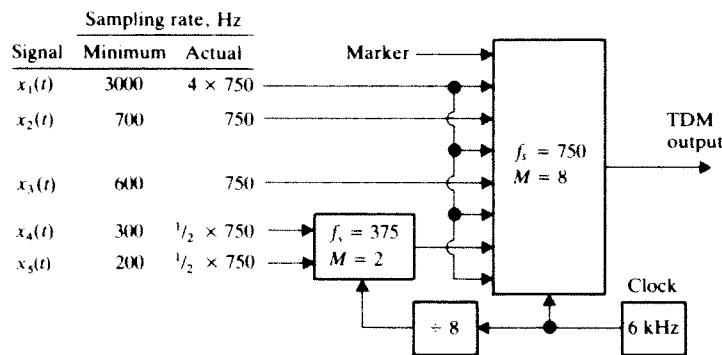 Sampling rate, Hz
Signal Minimum Actual
x₁(t) 3000 4 × 750
x₂(t) 700 750
x₃(t) 600 750
x₄(t) 300 ½ × 750
x₅(t) 200 ½ × 750
Marker
fₛ = 750
M = 8
TDM
output
fₛ = 375
M = 2
÷ 8
Clock
6 kHz